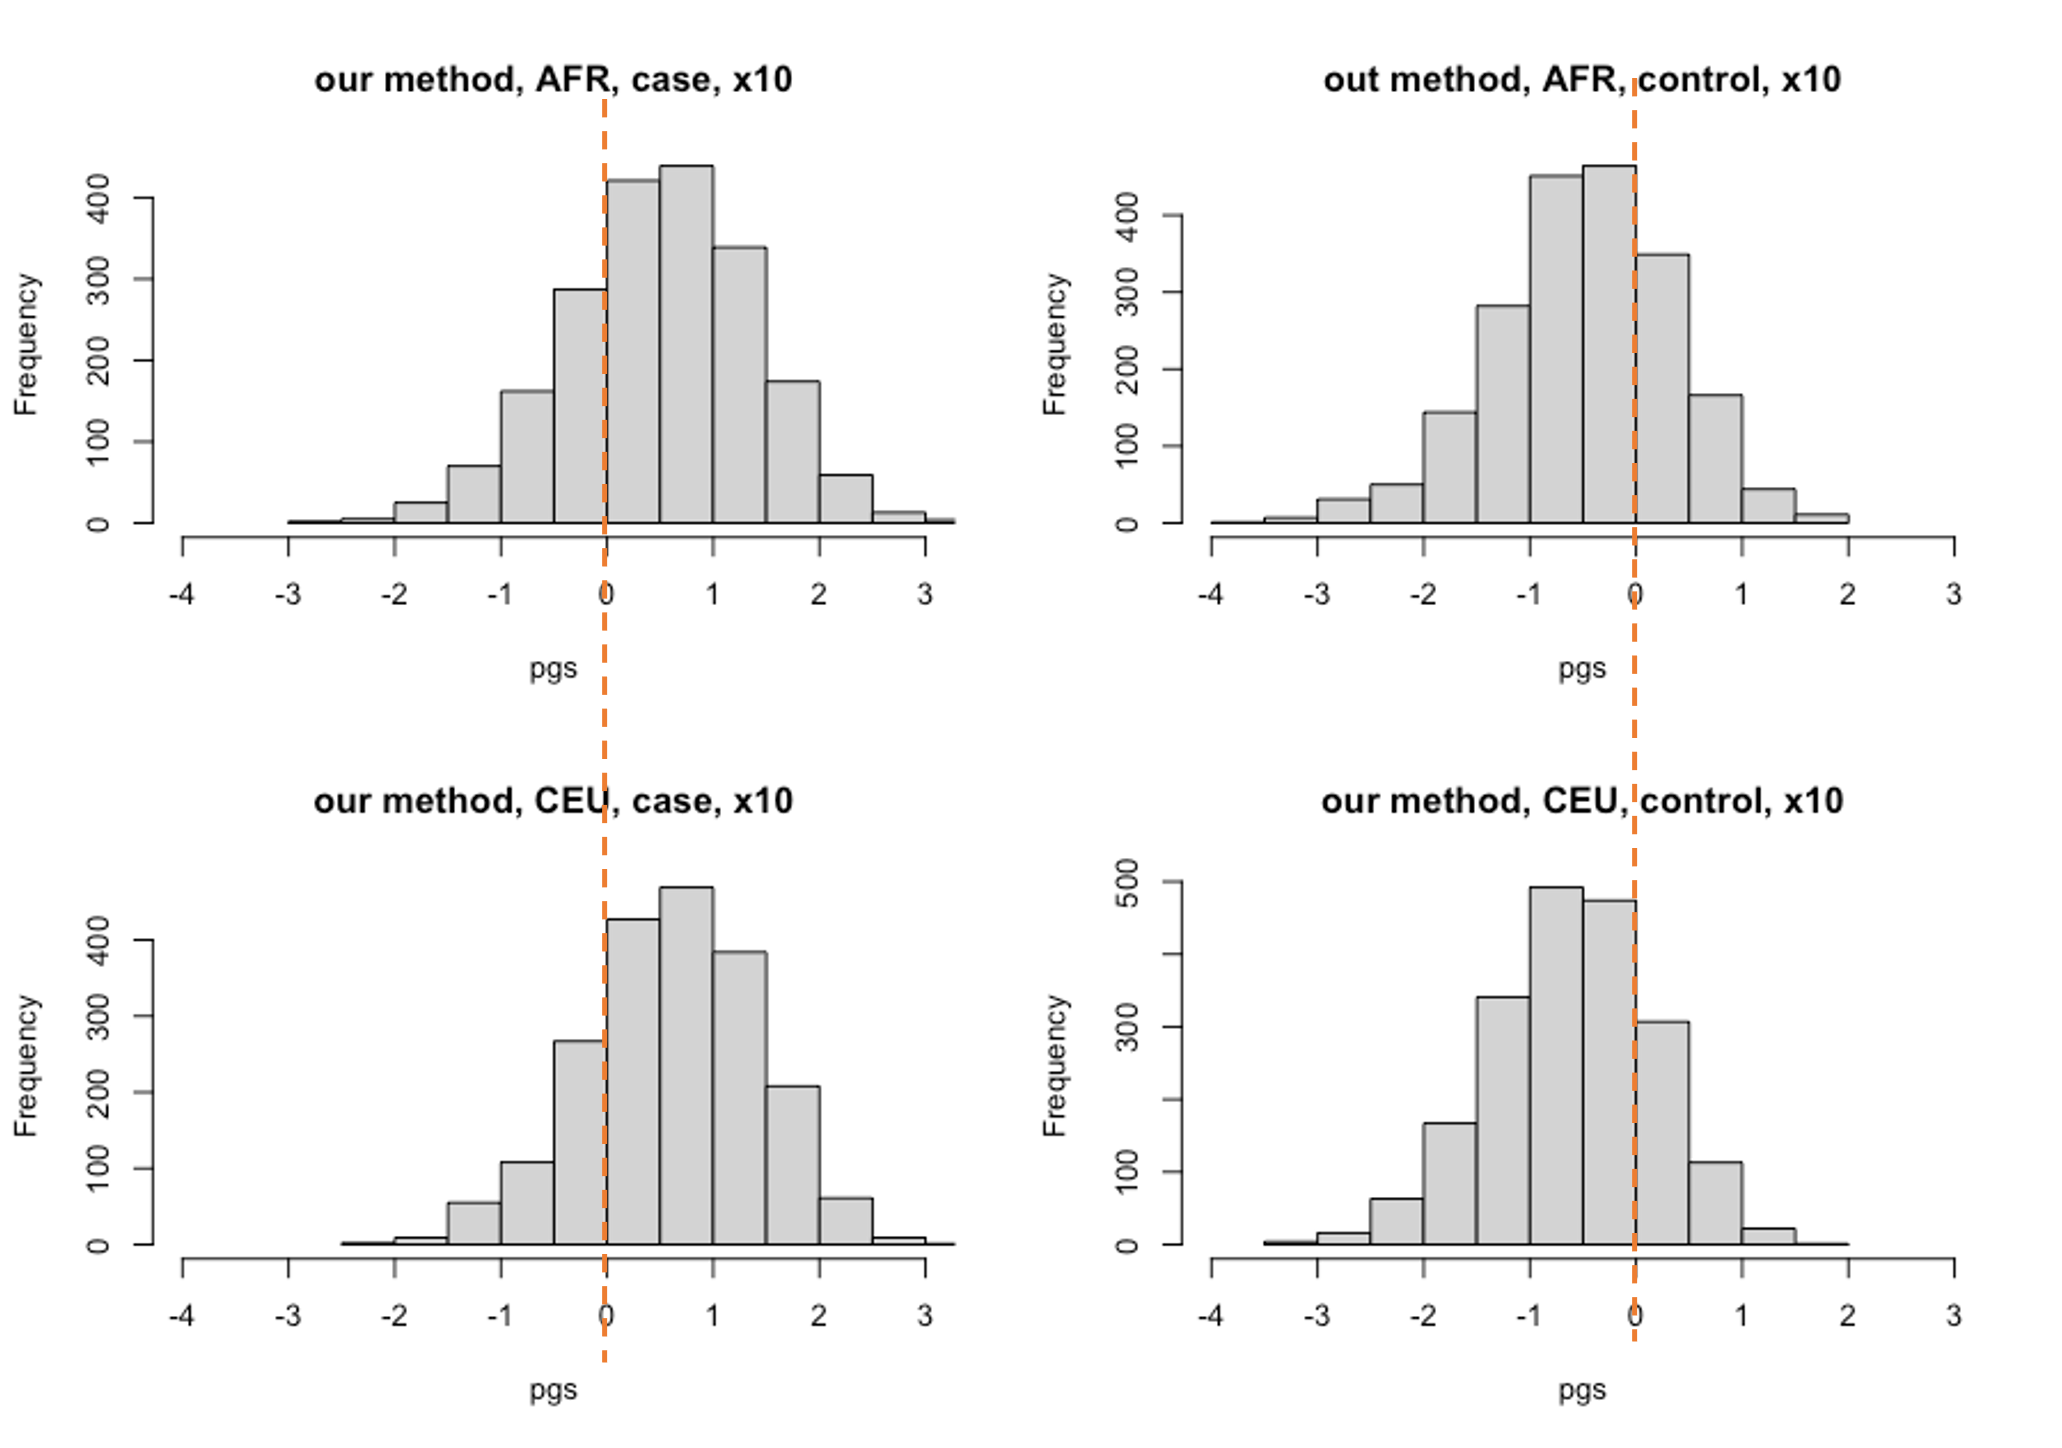 our method, AFR, case, x10
Frequency
0 100 200 300 400
-4 -3 -2 -1 0 1 2 3
pgs
out method, AFR, control, x10
Frequency
0 100 200 300 400
-4 -3 -2 -1 0 1 2 3
pgs
our method, CEU, case, x10
Frequency
0 100 200 300 400
-4 -3 -2 -1 0 1 2 3
pgs
our method, CEU, control, x10
Frequency
0 100 300 500
-4 -3 -2 -1 0 1 2 3
pgs